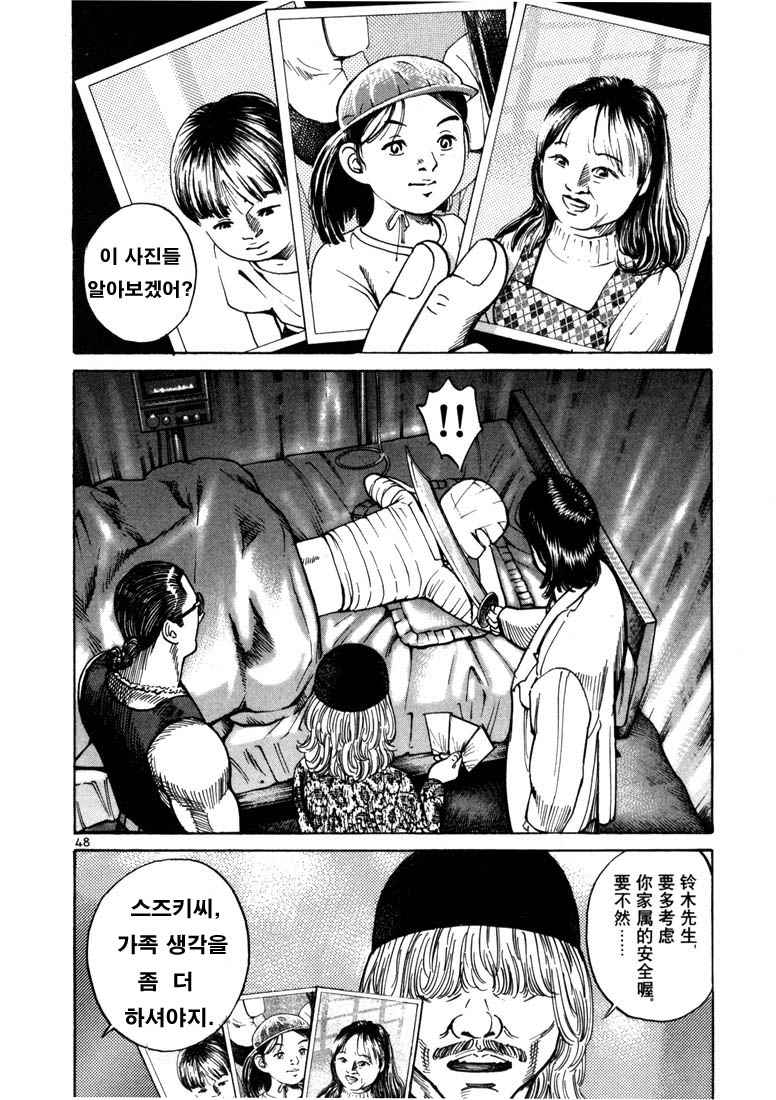 이 사진들
알아보겠어?
!!
48
铃木先生，
要多考虑
你家属的安全喔。
要不然……
스즈키씨,
가족 생각을
좀 더
하셔야지.